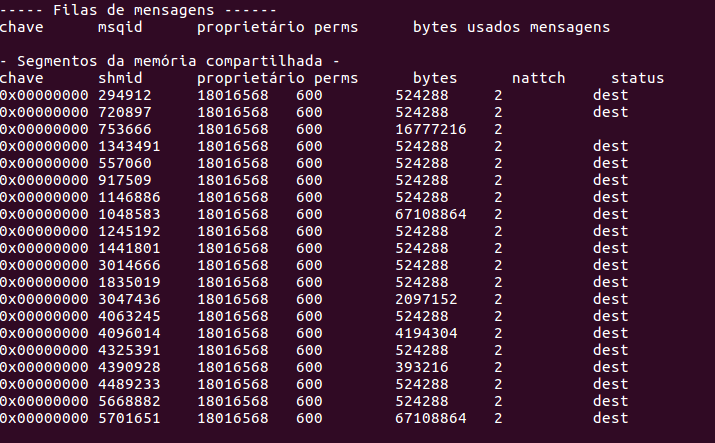 ----- Filas de mensagens ------
chave msqid proprietário perms bytes usados mensagens
- Segmentos da memória compartilhada -
chave shmid proprietário perms bytes nattch status
0x00000000 294912 18016568 600 524288 2 dest
0x00000000 720897 18016568 600 524288 2 dest
0x00000000 753666 18016568 600 16777216 2
0x00000000 1343491 18016568 600 524288 2 dest
0x00000000 557060 18016568 600 524288 2 dest
0x00000000 917509 18016568 600 524288 2 dest
0x00000000 1146886 18016568 600 524288 2 dest
0x00000000 1048583 18016568 600 67108864 2 dest
0x00000000 1245192 18016568 600 524288 2 dest
0x00000000 1441801 18016568 600 524288 2 dest
0x00000000 3014666 18016568 600 524288 2 dest
0x00000000 1835019 18016568 600 524288 2 dest
0x00000000 3047436 18016568 600 2097152 2 dest
0x00000000 4063245 18016568 600 524288 2 dest
0x00000000 4096014 18016568 600 4194304 2 dest
0x00000000 4325391 18016568 600 524288 2 dest
0x00000000 4390928 18016568 600 393216 2 dest
0x00000000 4489233 18016568 600 524288 2 dest
0x00000000 5668882 18016568 600 524288 2 dest
0x00000000 5701651 18016568 600 67108864 2 dest